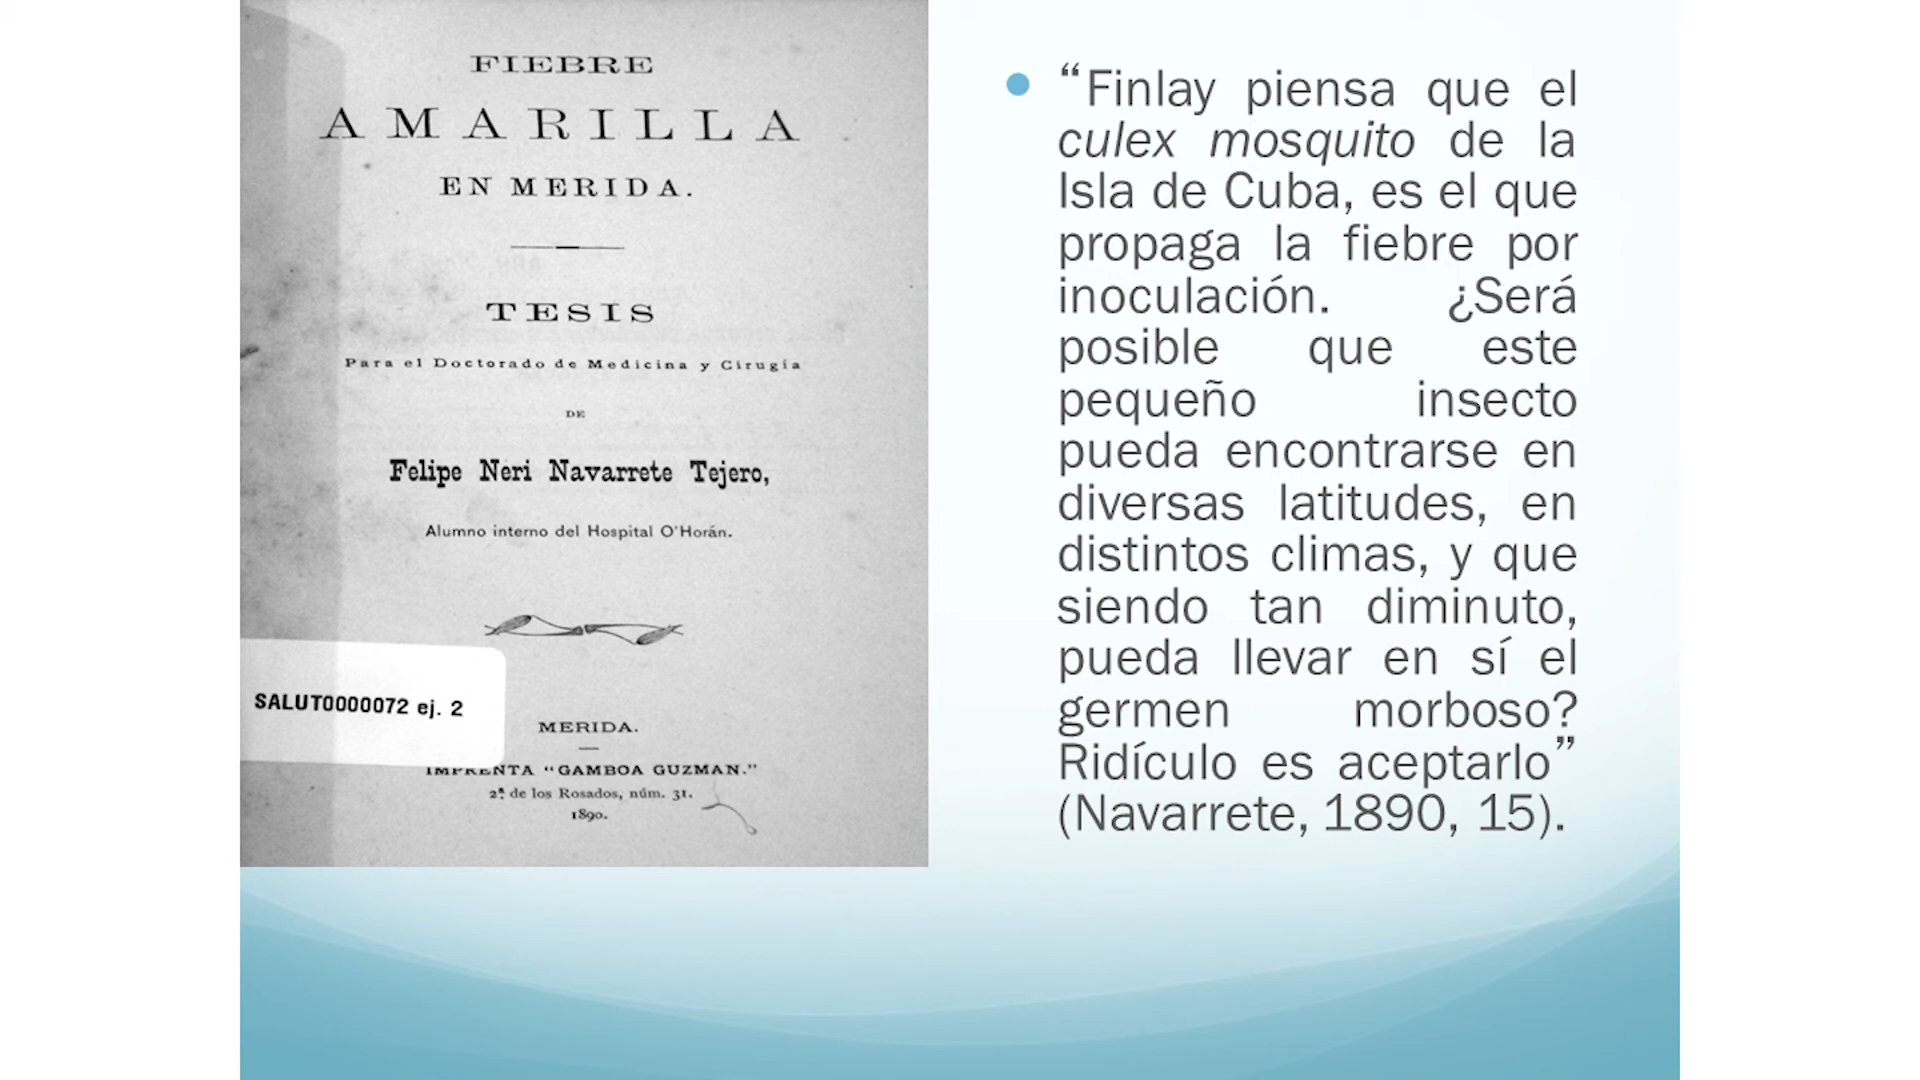 FIEBRE
AMARILLA
EN MERIDA.
TESIS
Para el Doctorado de Medicina y Cirugía
DE
Felipe Neri Navarrete Tejero,
Alumno interno del Hospital O'Horán.
SALUT0000072 ej. 2
MERIDA.
IMPRENTA "GAMBOA GUZMAN."
2ª de los Rosados, núm. 31.
1890.
“Finlay piensa que el
culex mosquito de la
Isla de Cuba, es el que
propaga la fiebre por
inoculación. ¿Será
posible que este
pequeño insecto
pueda encontrarse en
diversas latitudes, en
distintos climas, y que
siendo tan diminuto,
pueda llevar en sí el
germen morboso?
Ridículo es aceptarlo”
(Navarrete, 1890, 15).